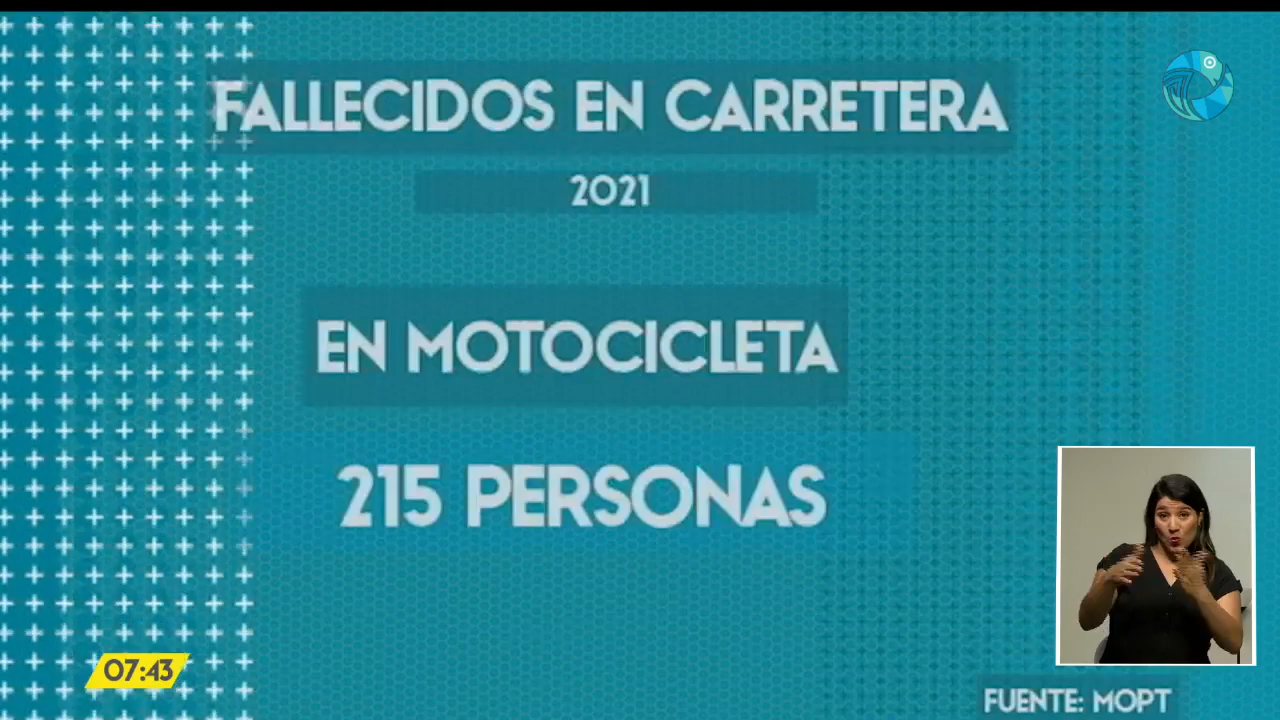 FALLECIDOS EN CARRETERA
2021
EN MOTOCICLETA
215 PERSONAS
07:43
FUENTE: MOPT